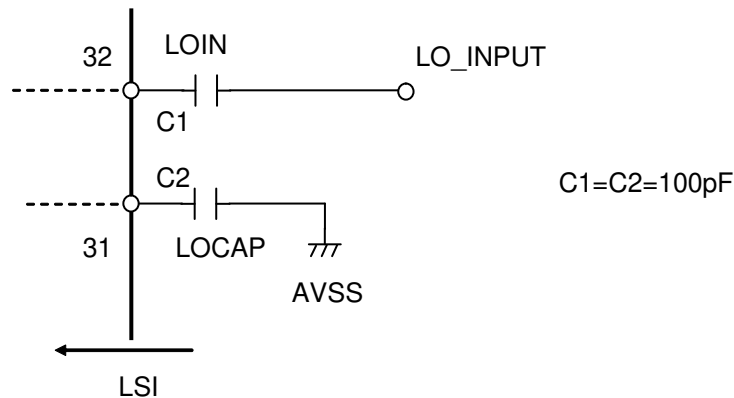 32
LOIN
LO_INPUT
C1
C2
C1=C2=100pF
31
LOCAP
AVSS
LSI